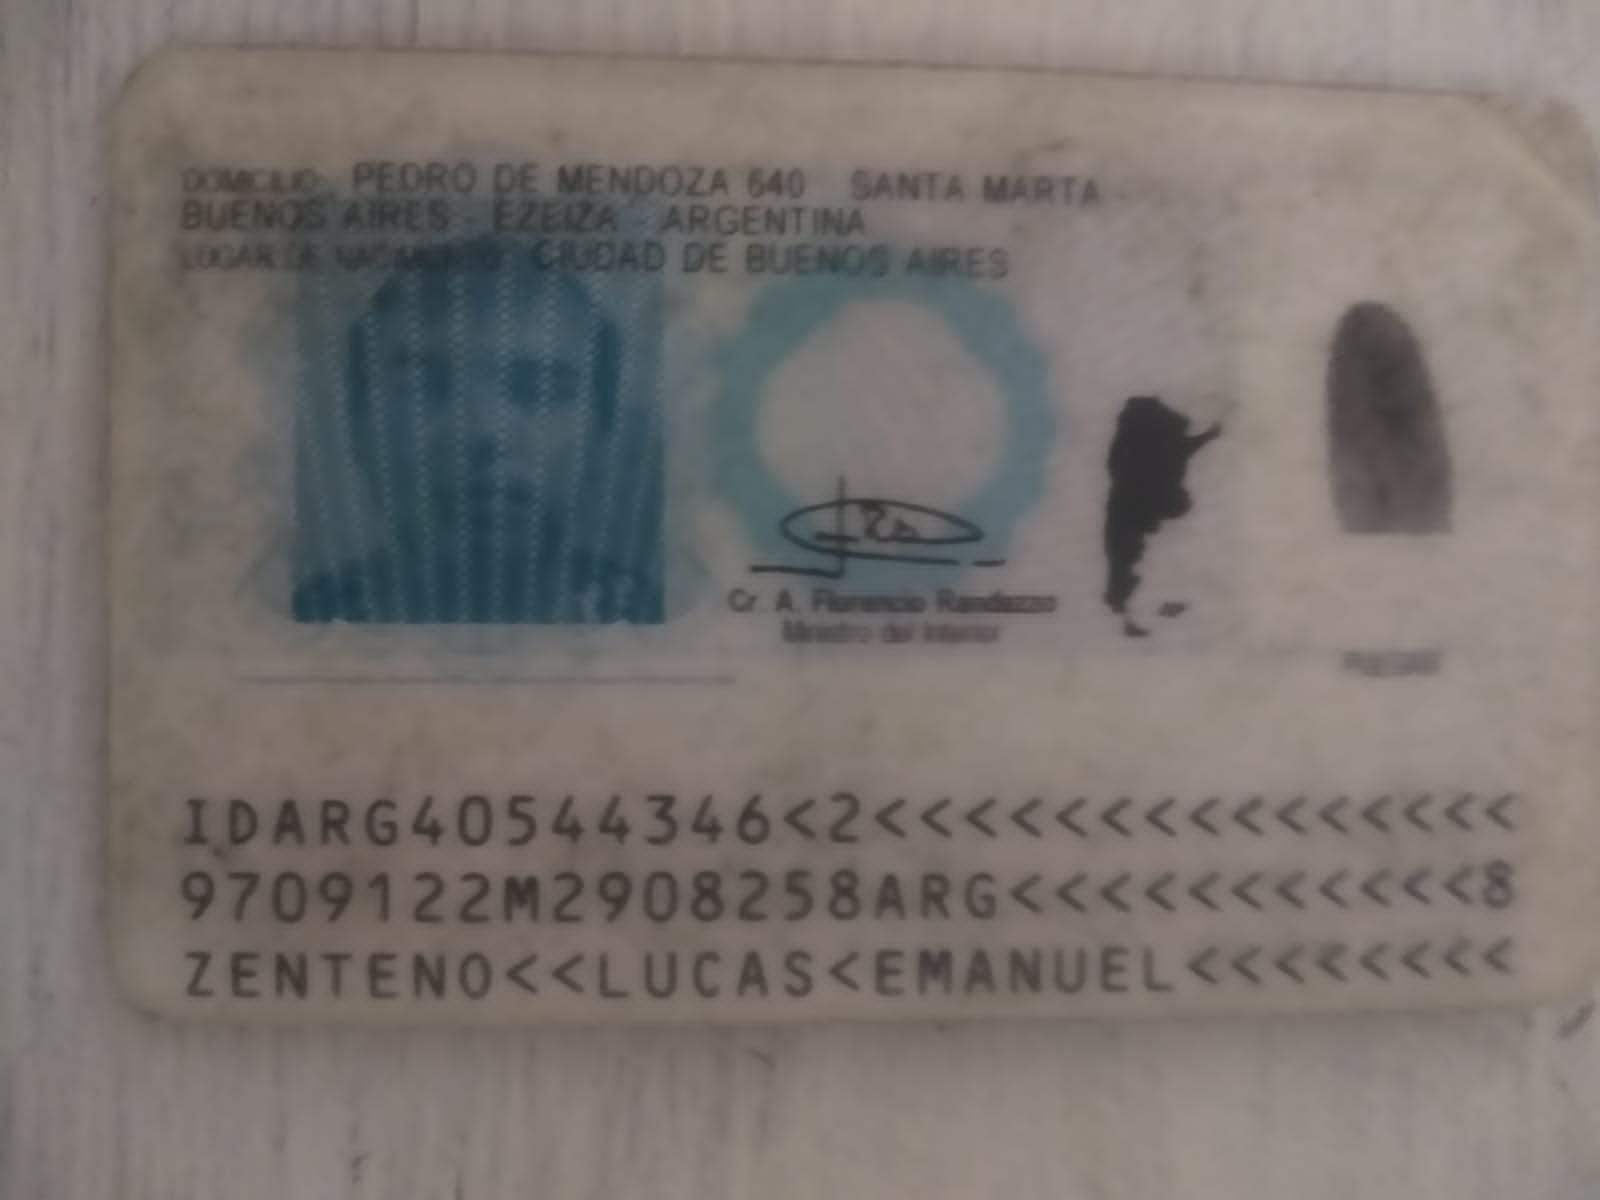 DOMICILIO: PEDRO DE MENDOZA 640 SANTA MARTA -
BUENOS AIRES - EZEIZA - ARGENTINA
LUGAR DE NACIMIENTO: CIUDAD DE BUENOS AIRES
Cr. A. Florencio Randazzo
Ministro del Interior
PULGAR
IDARG40544346<2<<<<<<<<<<<<<<<
9709122M2908258ARG<<<<<<<<<<<8
ZENTENO<<LUCAS<EMANUEL<<<<<<<<